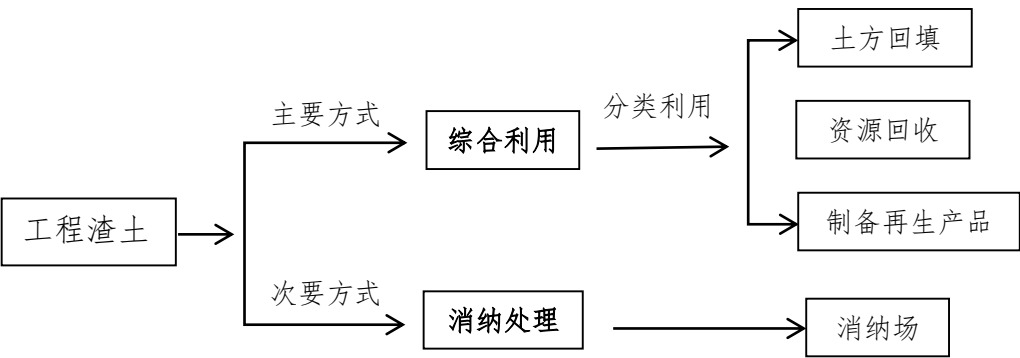 工程渣土
主要方式
综合利用
分类利用
土方回填
资源回收
制备再生产品
次要方式
消纳处理
消纳场